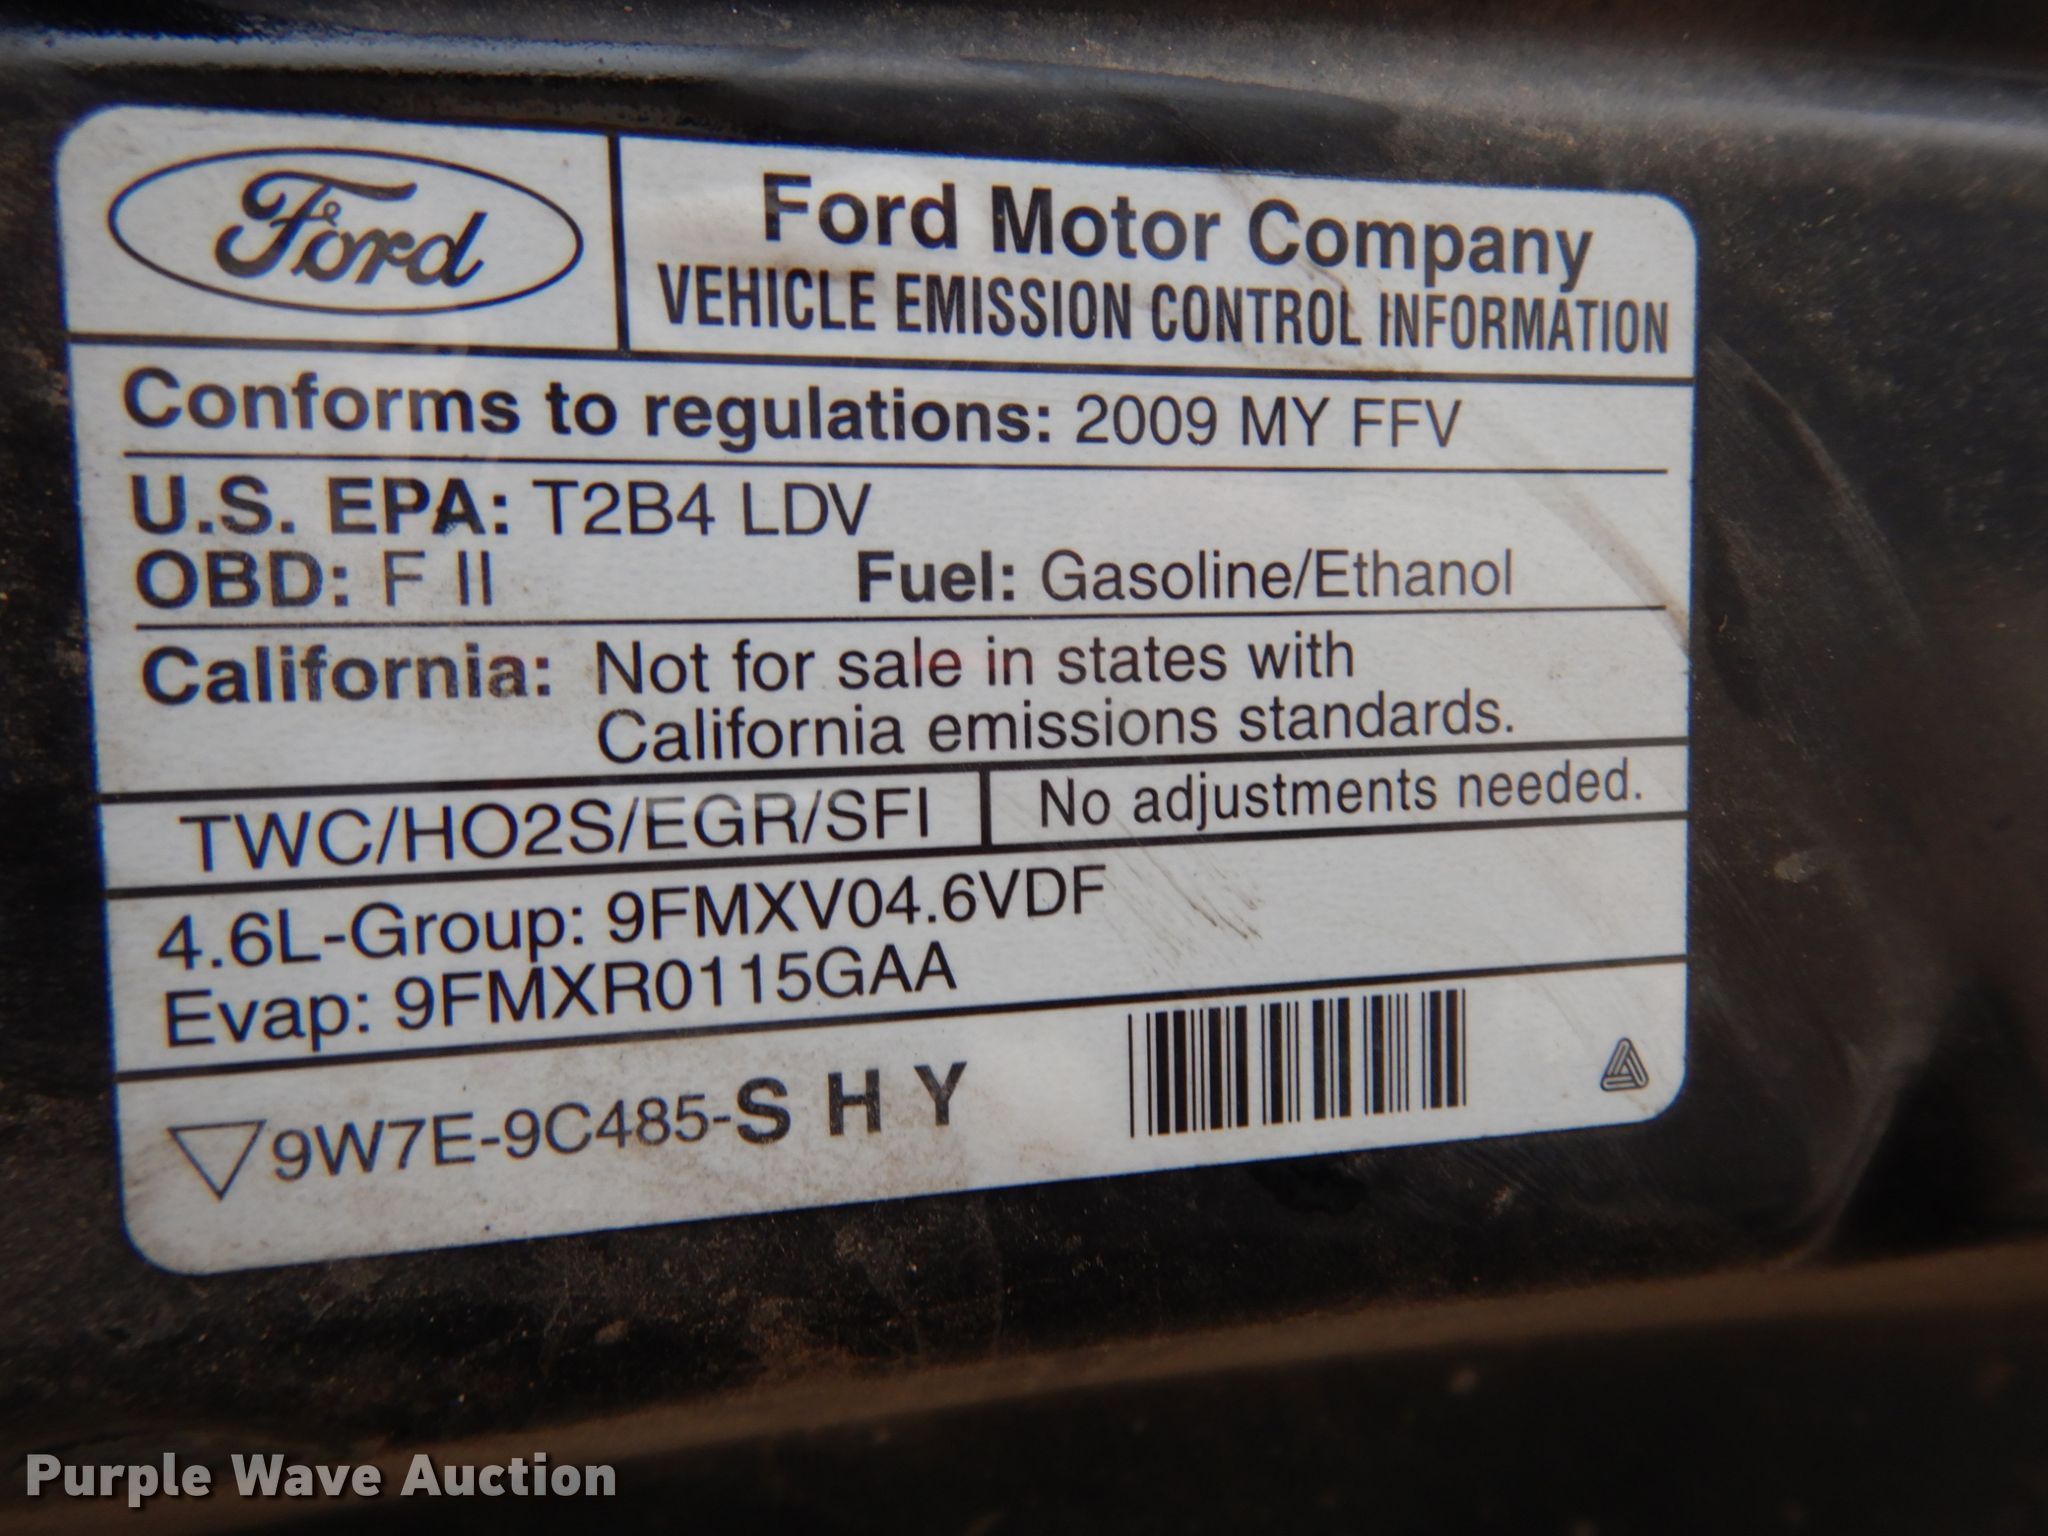 Ford
Ford Motor Company
VEHICLE EMISSION CONTROL INFORMATION
Conforms to regulations: 2009 MY FFV
U.S. EPA: T2B4 LDV
OBD: F II Fuel: Gasoline/Ethanol
California: Not for sale in states with
California emissions standards.
TWC/HO2S/EGR/SFI No adjustments needed.
4.6L-Group: 9FMXV04.6VDF
Evap: 9FMXR0115GAA
9W7E-9C485-S H Y
Purple Wave Auction